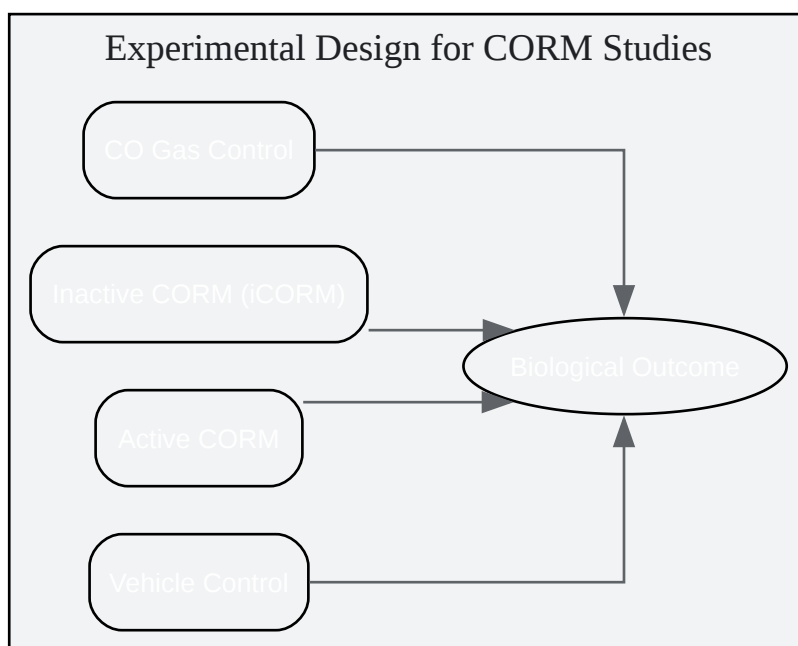 Experimental Design for CORM Studies
CO Gas Control
Inactive CORM (iCORM)
Biological Outcome
Active CORM
Vehicle Control